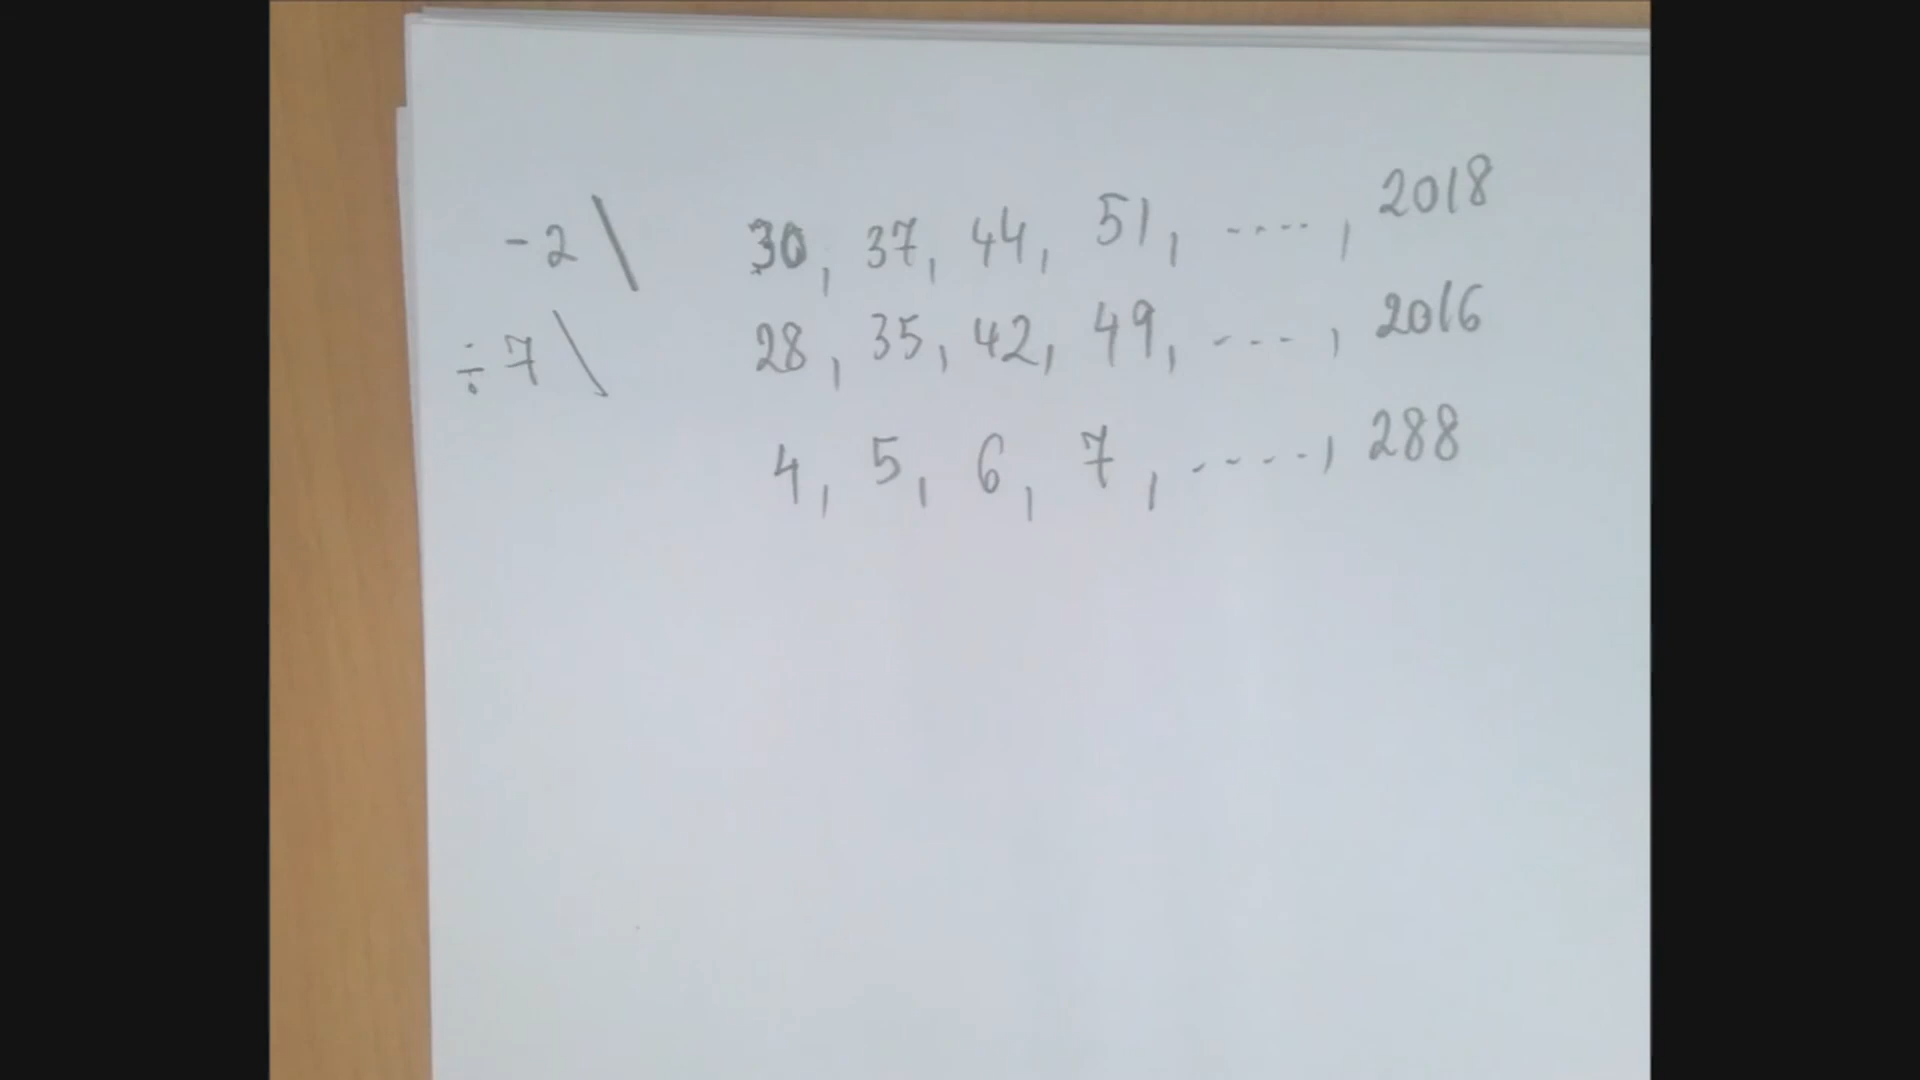 -2\ 30, 37, 44, 51, ...., 2018
÷7\ 28, 35, 42, 49, ...., 2016
4, 5, 6, 7, ....., 288